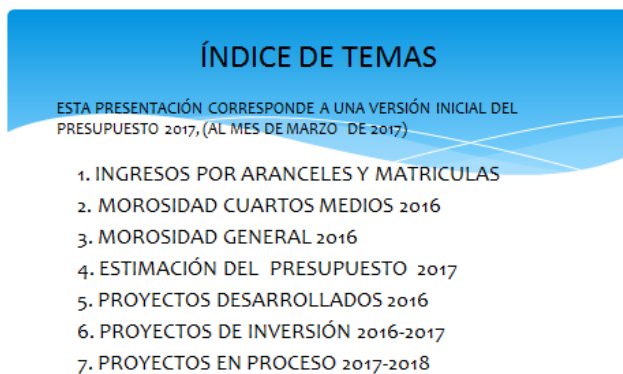 ÍNDICE DE TEMAS
ESTA PRESENTACIÓN CORRESPONDE A UNA VERSIÓN INICIAL DEL
PRESUPUESTO 2017, (AL MES DE MARZO DE 2017)
1. INGRESOS POR ARANCELES Y MATRICULAS
2. MOROSIDAD CUARTOS MEDIOS 2016
3. MOROSIDAD GENERAL 2016
4. ESTIMACIÓN DEL PRESUPUESTO 2017
5. PROYECTOS DESARROLLADOS 2016
6. PROYECTOS DE INVERSIÓN 2016-2017
7. PROYECTOS EN PROCESO 2017-2018